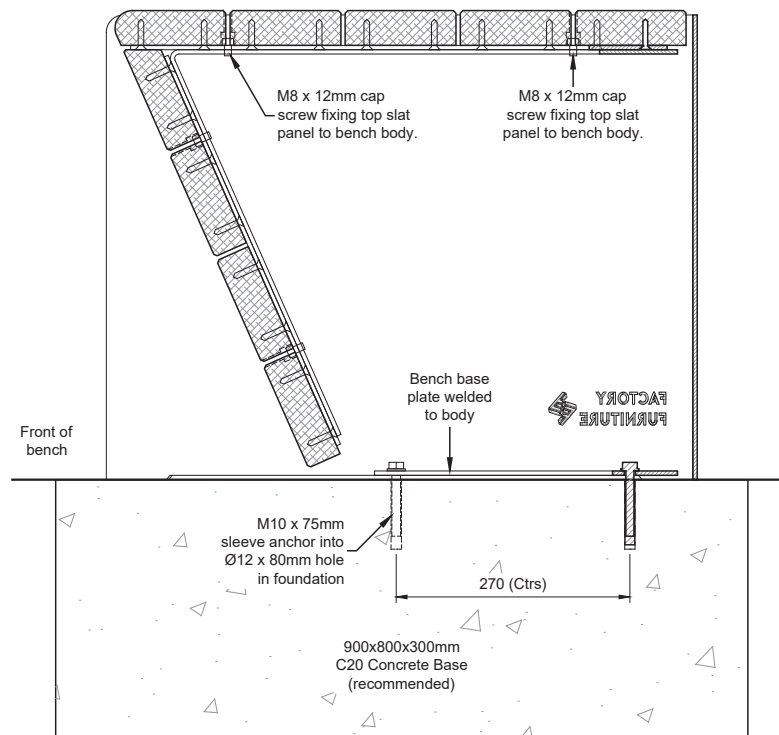 M8 x 12mm cap
screw fixing top slat
panel to bench body.
M8 x 12mm cap
screw fixing top slat
panel to bench body.
Bench base
plate welded
to body
FACTORY
FURNITURE
Front of
bench
M10 x 75mm
sleeve anchor into
Ø12 x 80mm hole
in foundation
270 (Ctrs)
900x800x300mm
C20 Concrete Base
(recommended)